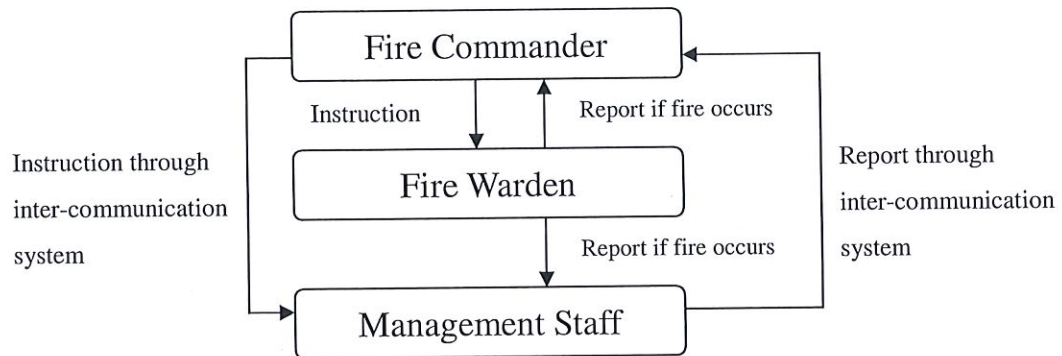 Fire Commander
Instruction
Report if fire occurs
Instruction through
inter-communication
system
Report through
inter-communication
system
Fire Warden
Report if fire occurs
Management Staff